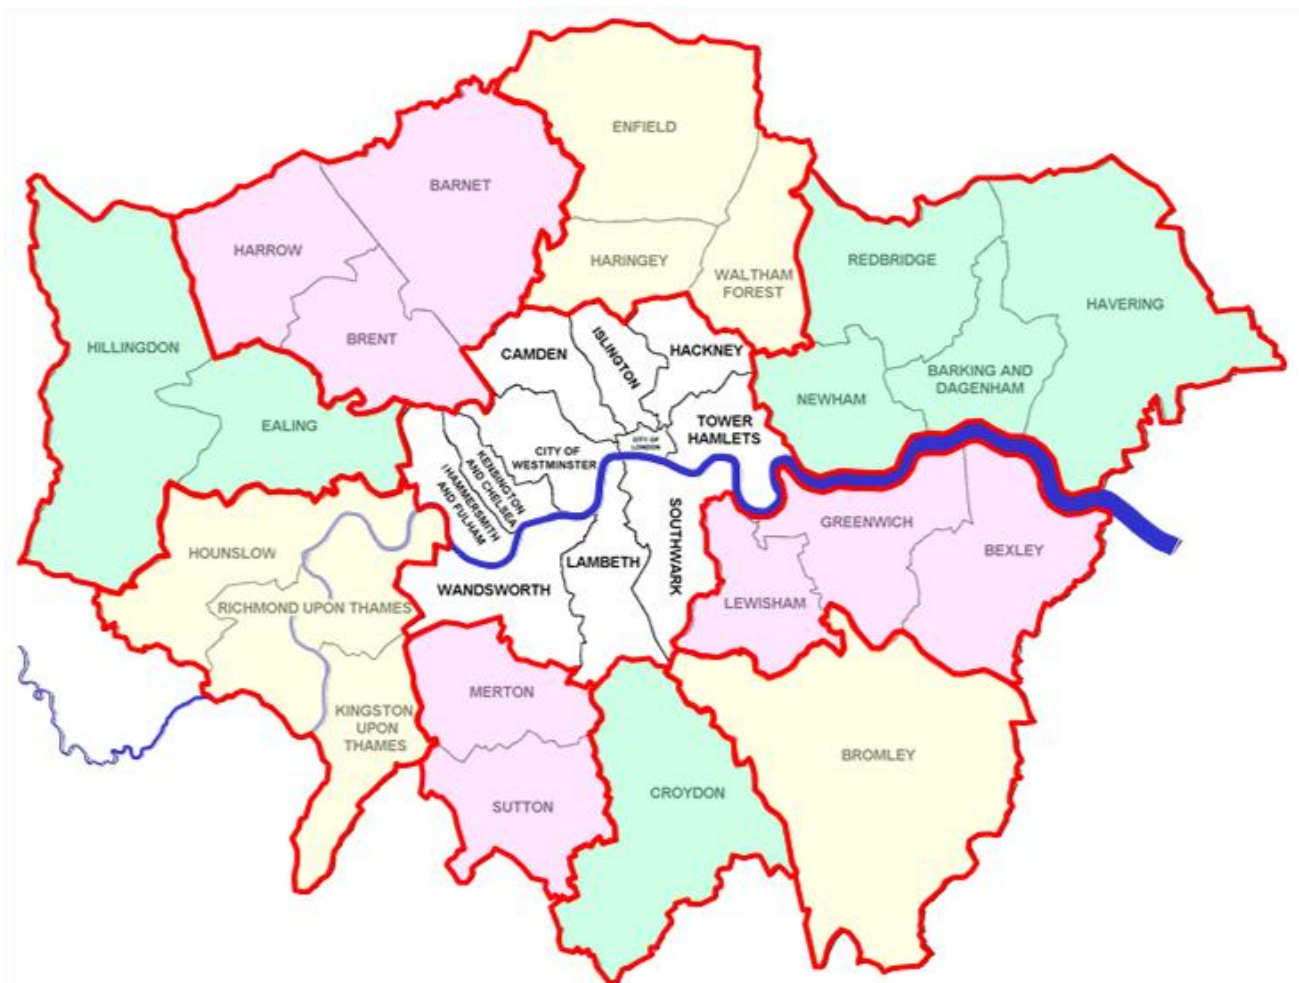 ENFIELD
BARNET
HARROW
HARINGEY
REDBRIDGE
WALTHAM
FOREST
HAVERING
HILLINGDON
BRENT
CAMDEN
ISLINGTON
HACKNEY
BARKING AND
DAGENHAM
NEWHAM
EALING
TOWER
HAMLETS
CITY OF
LONDON
CITY OF
WESTMINSTER
KENSINGTON
AND CHELSEA
HAMMERSMITH
AND FULHAM
SOUTHWARK
GREENWICH
BEXLEY
HOUNSLOW
LAMBETH
WANDSWORTH
LEWISHAM
RICHMOND UPON THAMES
MERTON
KINGSTON
UPON
THAMES
BROMLEY
CROYDON
SUTTON